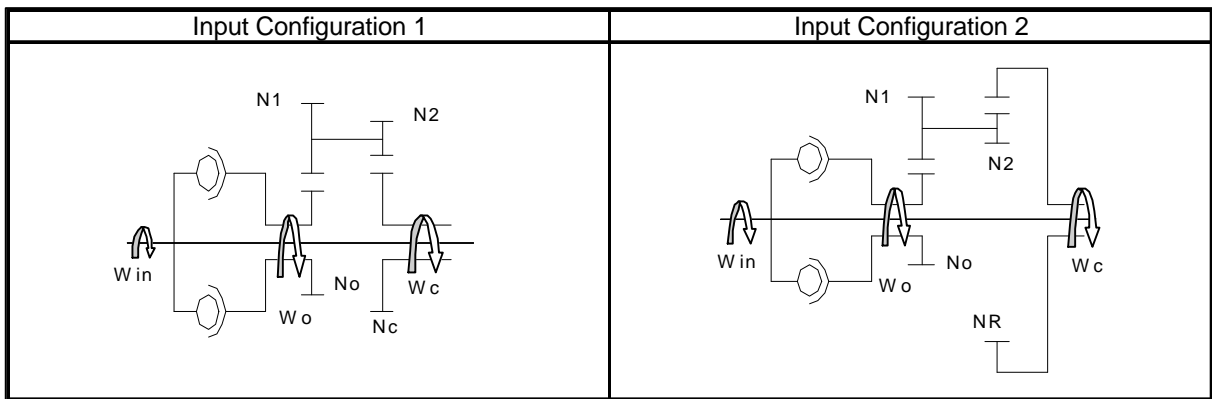 Input Configuration 1
Input Configuration 2
N1
N2
W in
W o
No
Nc
W c
N1
N2
W in
W o
No
W c
NR